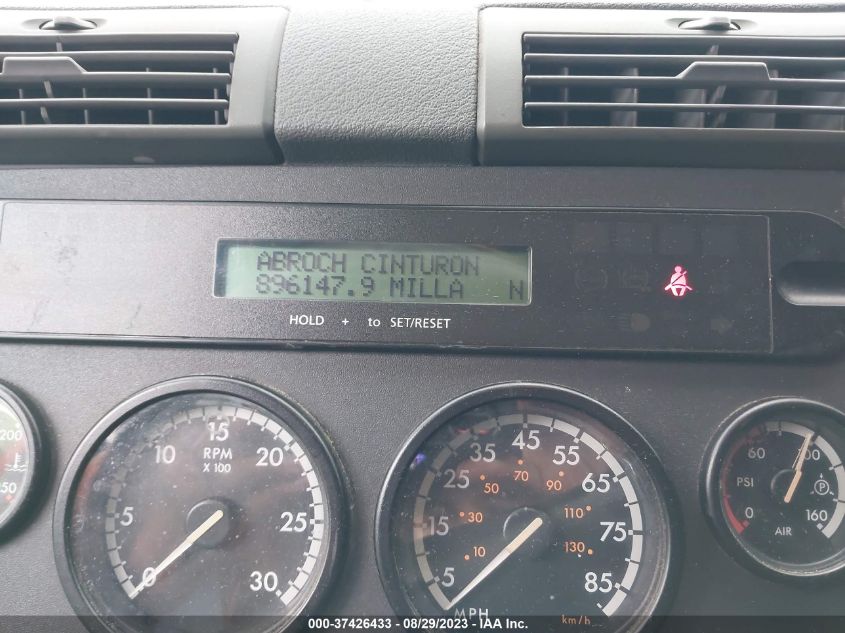 ABROCH CINTURON
896147.9 MILLA N
HOLD + to SET/RESET
200
250
0 5 10 15 20 25 30
RPM
X 100
5 15 25 35 45 55 65 75 85
10 30 50 70 90 110 130
MPH
km/h
0 60 100 160
PSI
P
AIR
000-37426433 - 08/29/2023 - IAA Inc.